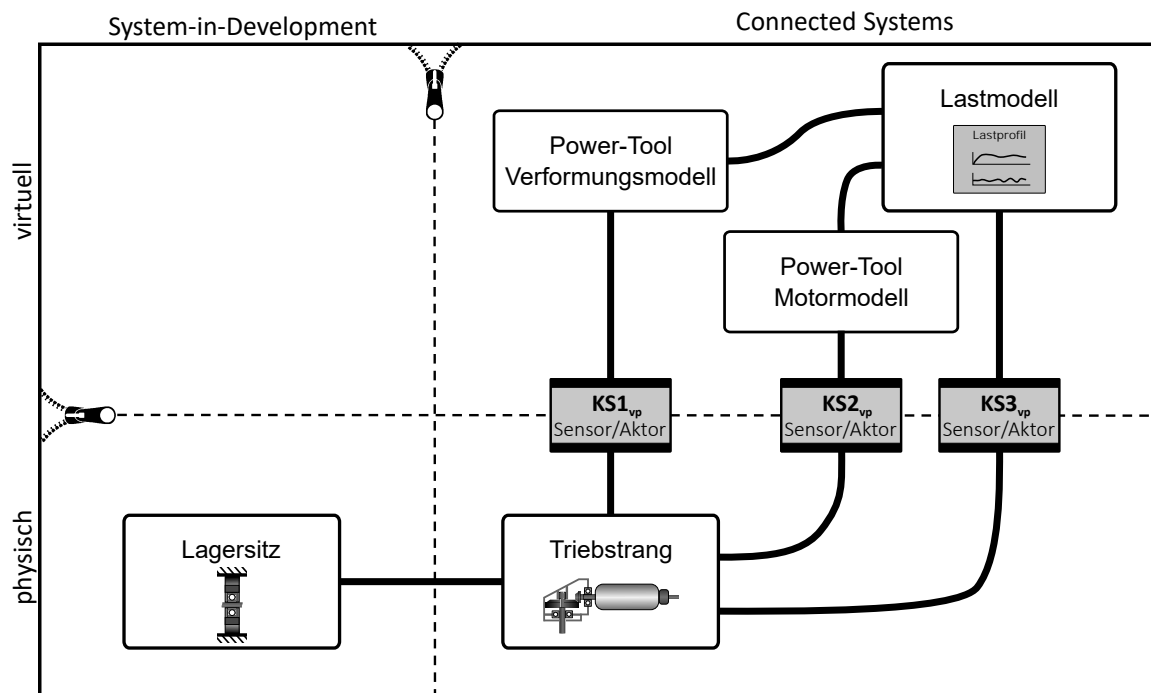 System-in-Development
Connected Systems
virtuell
Power-Tool
Verformungsmodell
Lastmodell
Lastprofil
Power-Tool
Motormodell
KS1vp
Sensor/Aktor
KS2vp
Sensor/Aktor
KS3vp
Sensor/Aktor
physisch
Lagersitz
Triebstrang